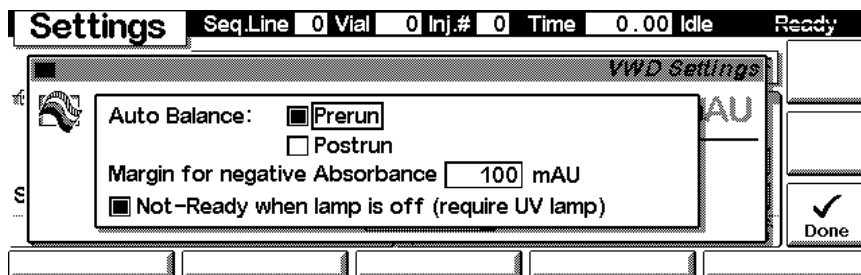 Settings Seq.Line 0 Vial 0 Inj.# 0 Time 0.00 Idle Ready
VWD Settings
AU
Auto Balance: Prerun
Postrun
Margin for negative Absorbance 100 mAU
Not-Ready when lamp is off (require UV lamp)
S
Done